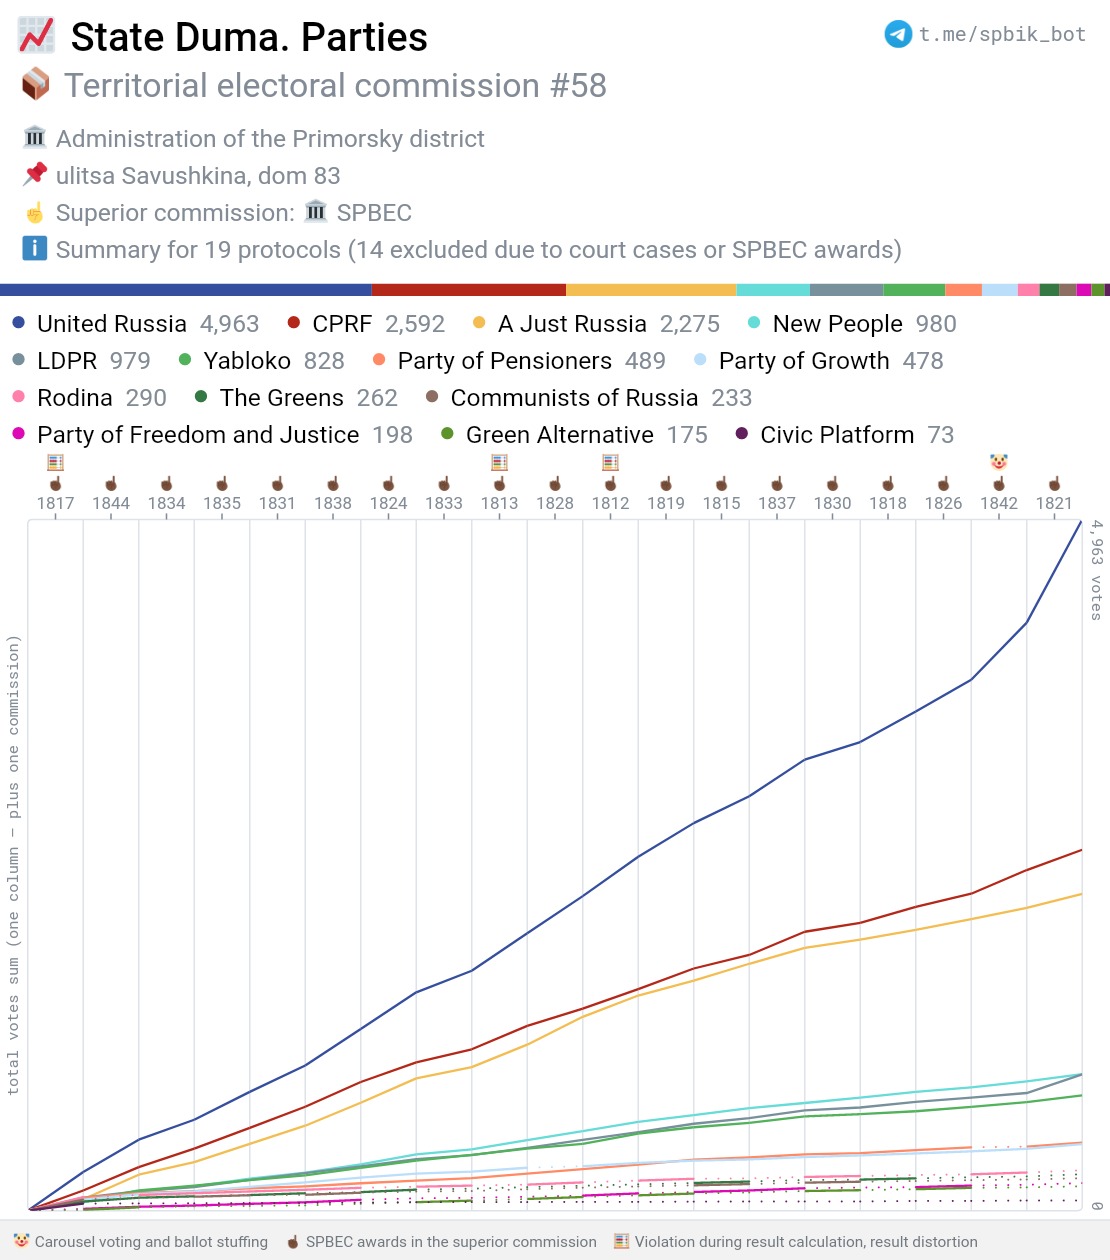 State Duma. Parties
t.me/spbik_bot
Territorial electoral commission #58
Administration of the Primorsky district
ulitsa Savushkina, dom 83
Superior commission: SPBEC
Summary for 19 protocols (14 excluded due to court cases or SPBEC awards)
United Russia 4,963 CPRF 2,592 A Just Russia 2,275 New People 980
LDPR 979 Yabloko 828 Party of Pensioners 489 Party of Growth 478
Rodina 290 The Greens 262 Communists of Russia 233
Party of Freedom and Justice 198 Green Alternative 175 Civic Platform 73
1817 1844 1834 1835 1831 1838 1824 1833 1813 1828 1812 1819 1815 1837 1830 1818 1826 1842 1821
total votes sum (one column – plus one commission)
4,963 votes
0
Carousel voting and ballot stuffing SPBEC awards in the superior commission Violation during result calculation, result distortion